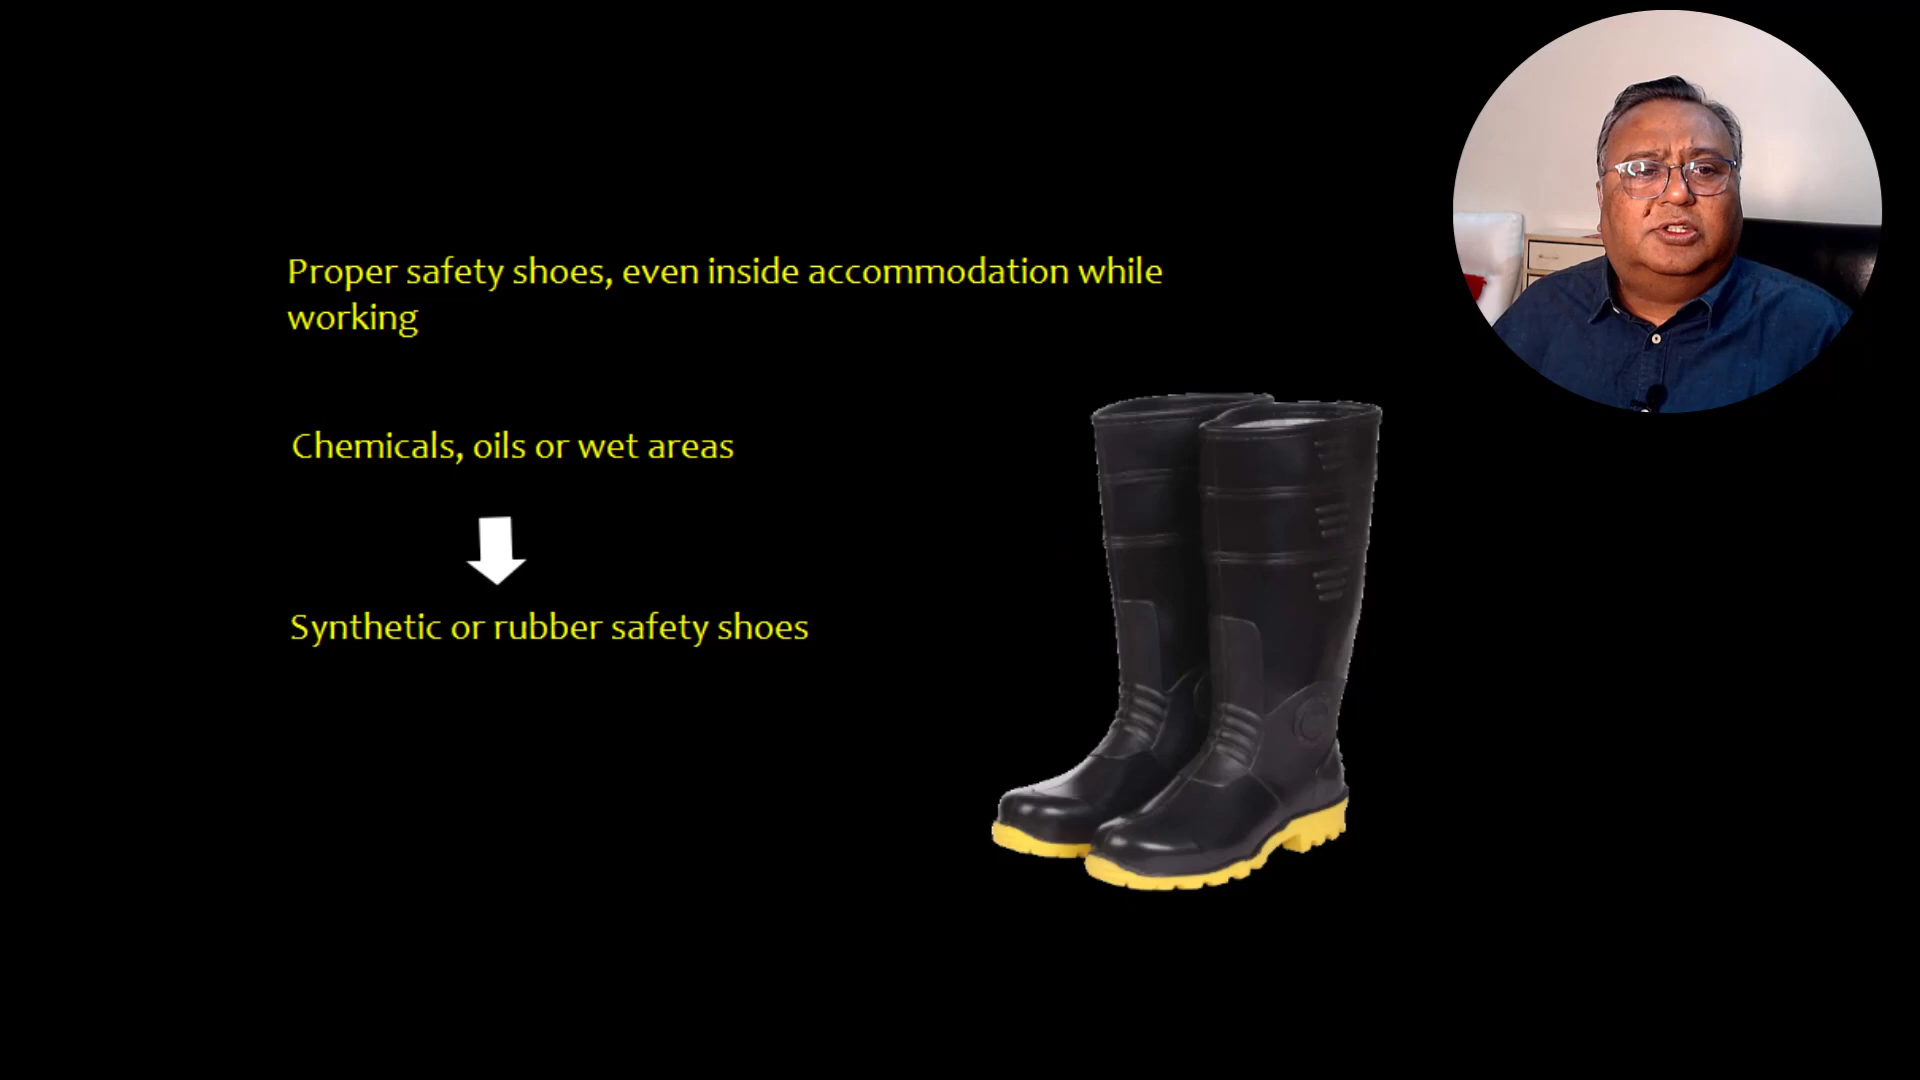 Proper safety shoes, even inside accommodation while
working
Chemicals, oils or wet areas
Synthetic or rubber safety shoes